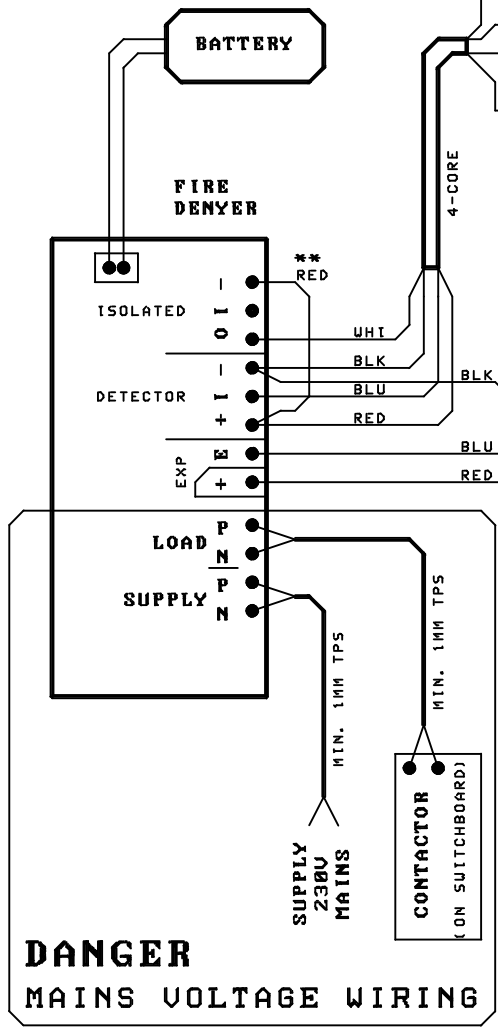 BATTERY
4-CORE
FIRE
DENYER
**
RED
–
ISOLATED
I
O
WHI
–
BLK
BLK
DETECTOR
I
BLU
+
RED
EXP
E
BLU
+
RED
P
LOAD
N
P
SUPPLY
N
MIN. 1MM TPS
MIN. 1MM TPS
SUPPLY
230V
MAINS
CONTACTOR
(ON SWITCHBOARD)
DANGER
MAINS VOLTAGE WIRING